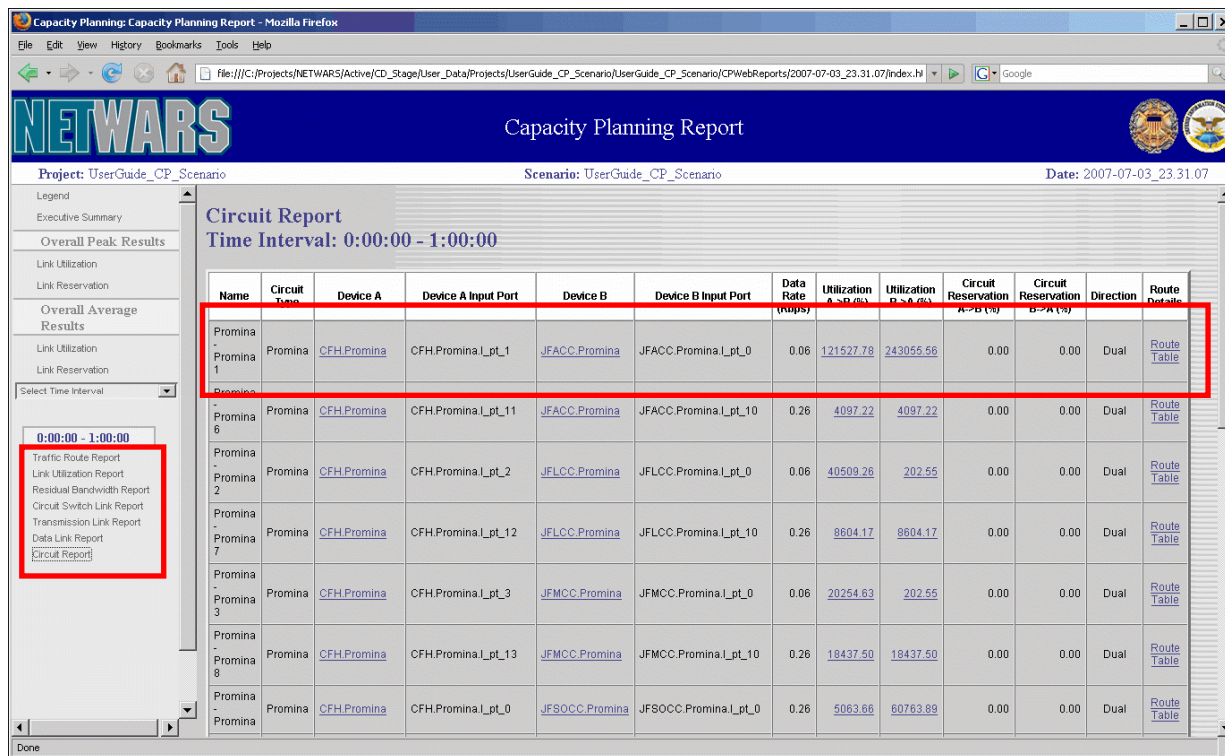 Capacity Planning: Capacity Planning Report - Mozilla Firefox
File Edit View History Bookmarks Tools Help
file:///C:/Projects/NETWARS/Active/CD_Stage/User_Data/Projects/UserGuide_CP_Scenario/UserGuide_CP_Scenario/CPWebReports/2007-07-03_23.31.07/index.h
G Google
NETWARS
Capacity Planning Report
Project: UserGuide_CP_Scenario
Scenario: UserGuide_CP_Scenario
Date: 2007-07-03_23.31.07
Legend
Executive Summary
Overall Peak Results
Link Utilization
Link Reservation
Overall Average
Results
Link Utilization
Link Reservation
Select Time Interval
0:00:00 - 1:00:00
Traffic Route Report
Link Utilization Report
Residual Bandwidth Report
Circuit Switch Link Report
Transmission Link Report
Data Link Report
Circuit Report
Circuit Report
Time Interval: 0:00:00 - 1:00:00
Name Circuit Type Device A Device A Input Port Device B Device B Input Port Data Rate (Kbps) Utilization A->B (%) Utilization B->A (%) Circuit Reservation A->B (%) Circuit Reservation B->A (%) Direction Route Details
Promina - Promina 1 Promina CFH.Promina CFH.Promina.I_pt_1 JFACC.Promina JFACC.Promina.I_pt_0 0.06 121527.78 243055.56 0.00 0.00 Dual Route Table
Promina - Promina 6 Promina CFH.Promina CFH.Promina.I_pt_11 JFACC.Promina JFACC.Promina.I_pt_10 0.26 4097.22 4097.22 0.00 0.00 Dual Route Table
Promina - Promina 2 Promina CFH.Promina CFH.Promina.I_pt_2 JFLCC.Promina JFLCC.Promina.I_pt_0 0.06 40509.26 202.55 0.00 0.00 Dual Route Table
Promina - Promina 7 Promina CFH.Promina CFH.Promina.I_pt_12 JFLCC.Promina JFLCC.Promina.I_pt_10 0.26 8604.17 8604.17 0.00 0.00 Dual Route Table
Promina - Promina 3 Promina CFH.Promina CFH.Promina.I_pt_3 JFMCC.Promina JFMCC.Promina.I_pt_0 0.06 20254.63 202.55 0.00 0.00 Dual Route Table
Promina - Promina 8 Promina CFH.Promina CFH.Promina.I_pt_13 JFMCC.Promina JFMCC.Promina.I_pt_10 0.26 18437.50 18437.50 0.00 0.00 Dual Route Table
Promina - Promina Promina CFH.Promina CFH.Promina.I_pt_0 JFSOCC.Promina JFSOCC.Promina.I_pt_0 0.26 5063.66 60763.89 0.00 0.00 Dual Route Table
Done